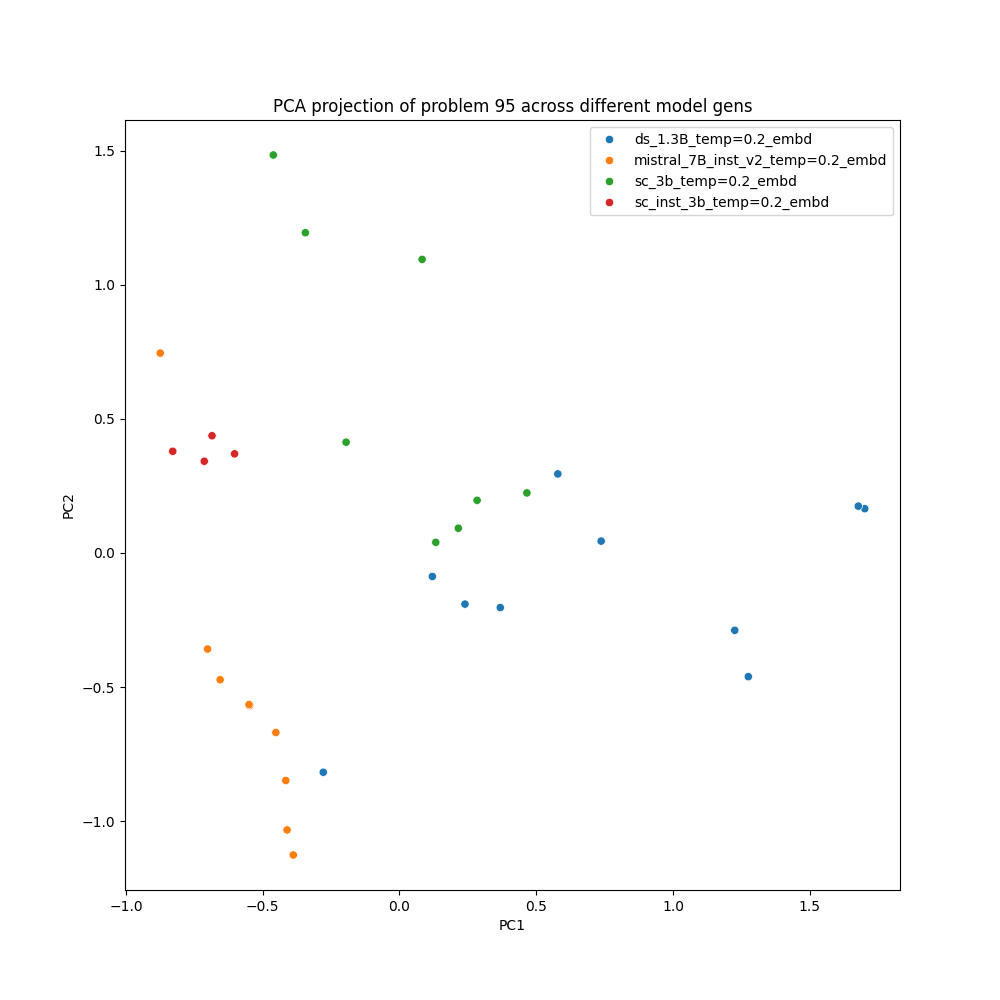 PCA projection of problem 95 across different model gens
ds_1.3B_temp=0.2_embd
mistral_7B_inst_v2_temp=0.2_embd
sc_3b_temp=0.2_embd
sc_inst_3b_temp=0.2_embd
1.5
1.0
0.5
0.0
−0.5
−1.0
PC2
−1.0 −0.5 0.0 0.5 1.0 1.5
PC1